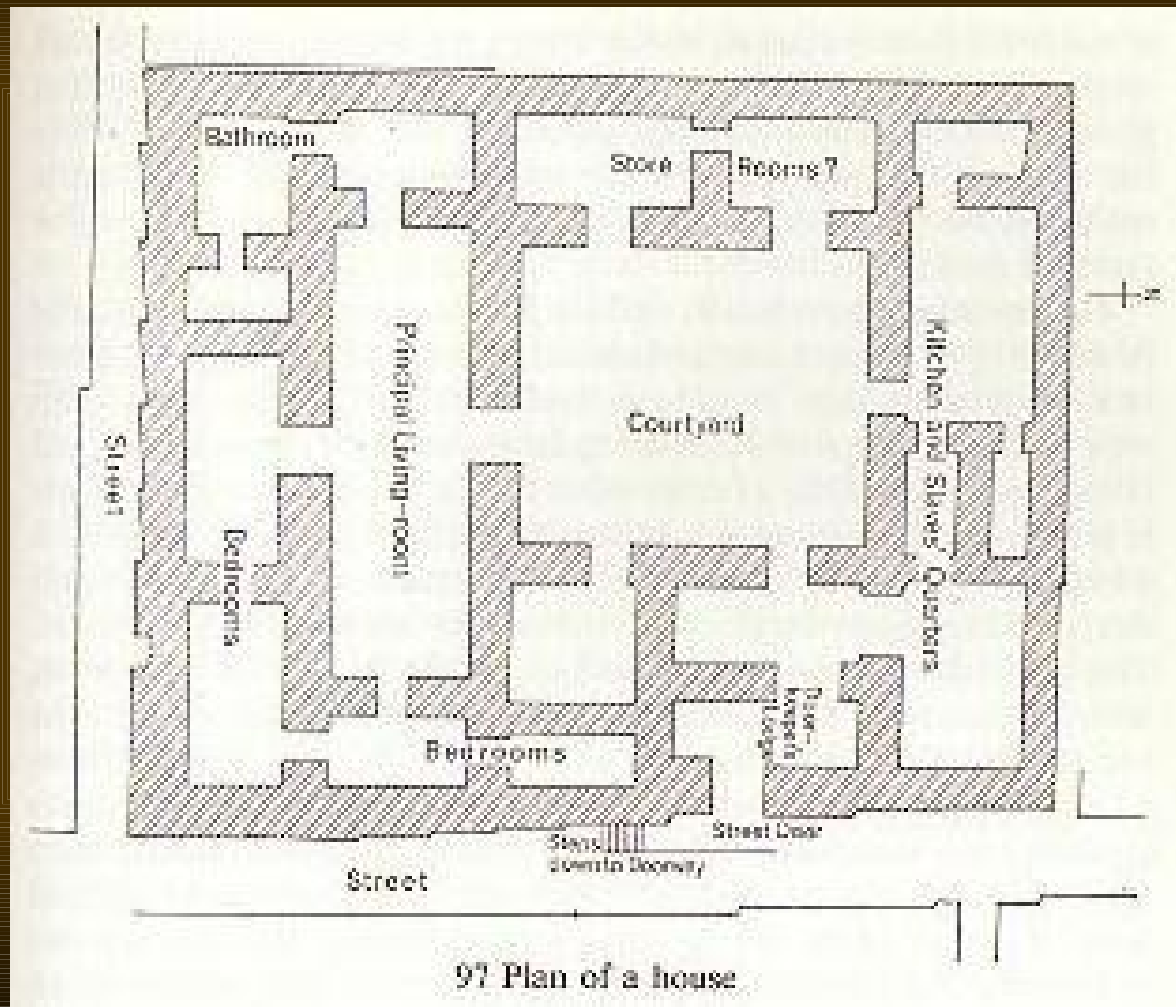 Bathroom
Store
Rooms?
N
Principal Living-room
Courtyard
Kitchen and Slaves' Quarters
Street
Bedrooms
Door-
keeper's
Lodge
Bedrooms
Street Door
Steps
down to Doorway
Street
97 Plan of a house